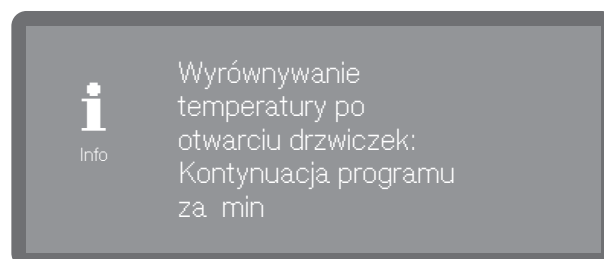 Info
Wyrównywanie
temperatury po
otwarciu drzwiczek:
Kontynuacja programu
za  min